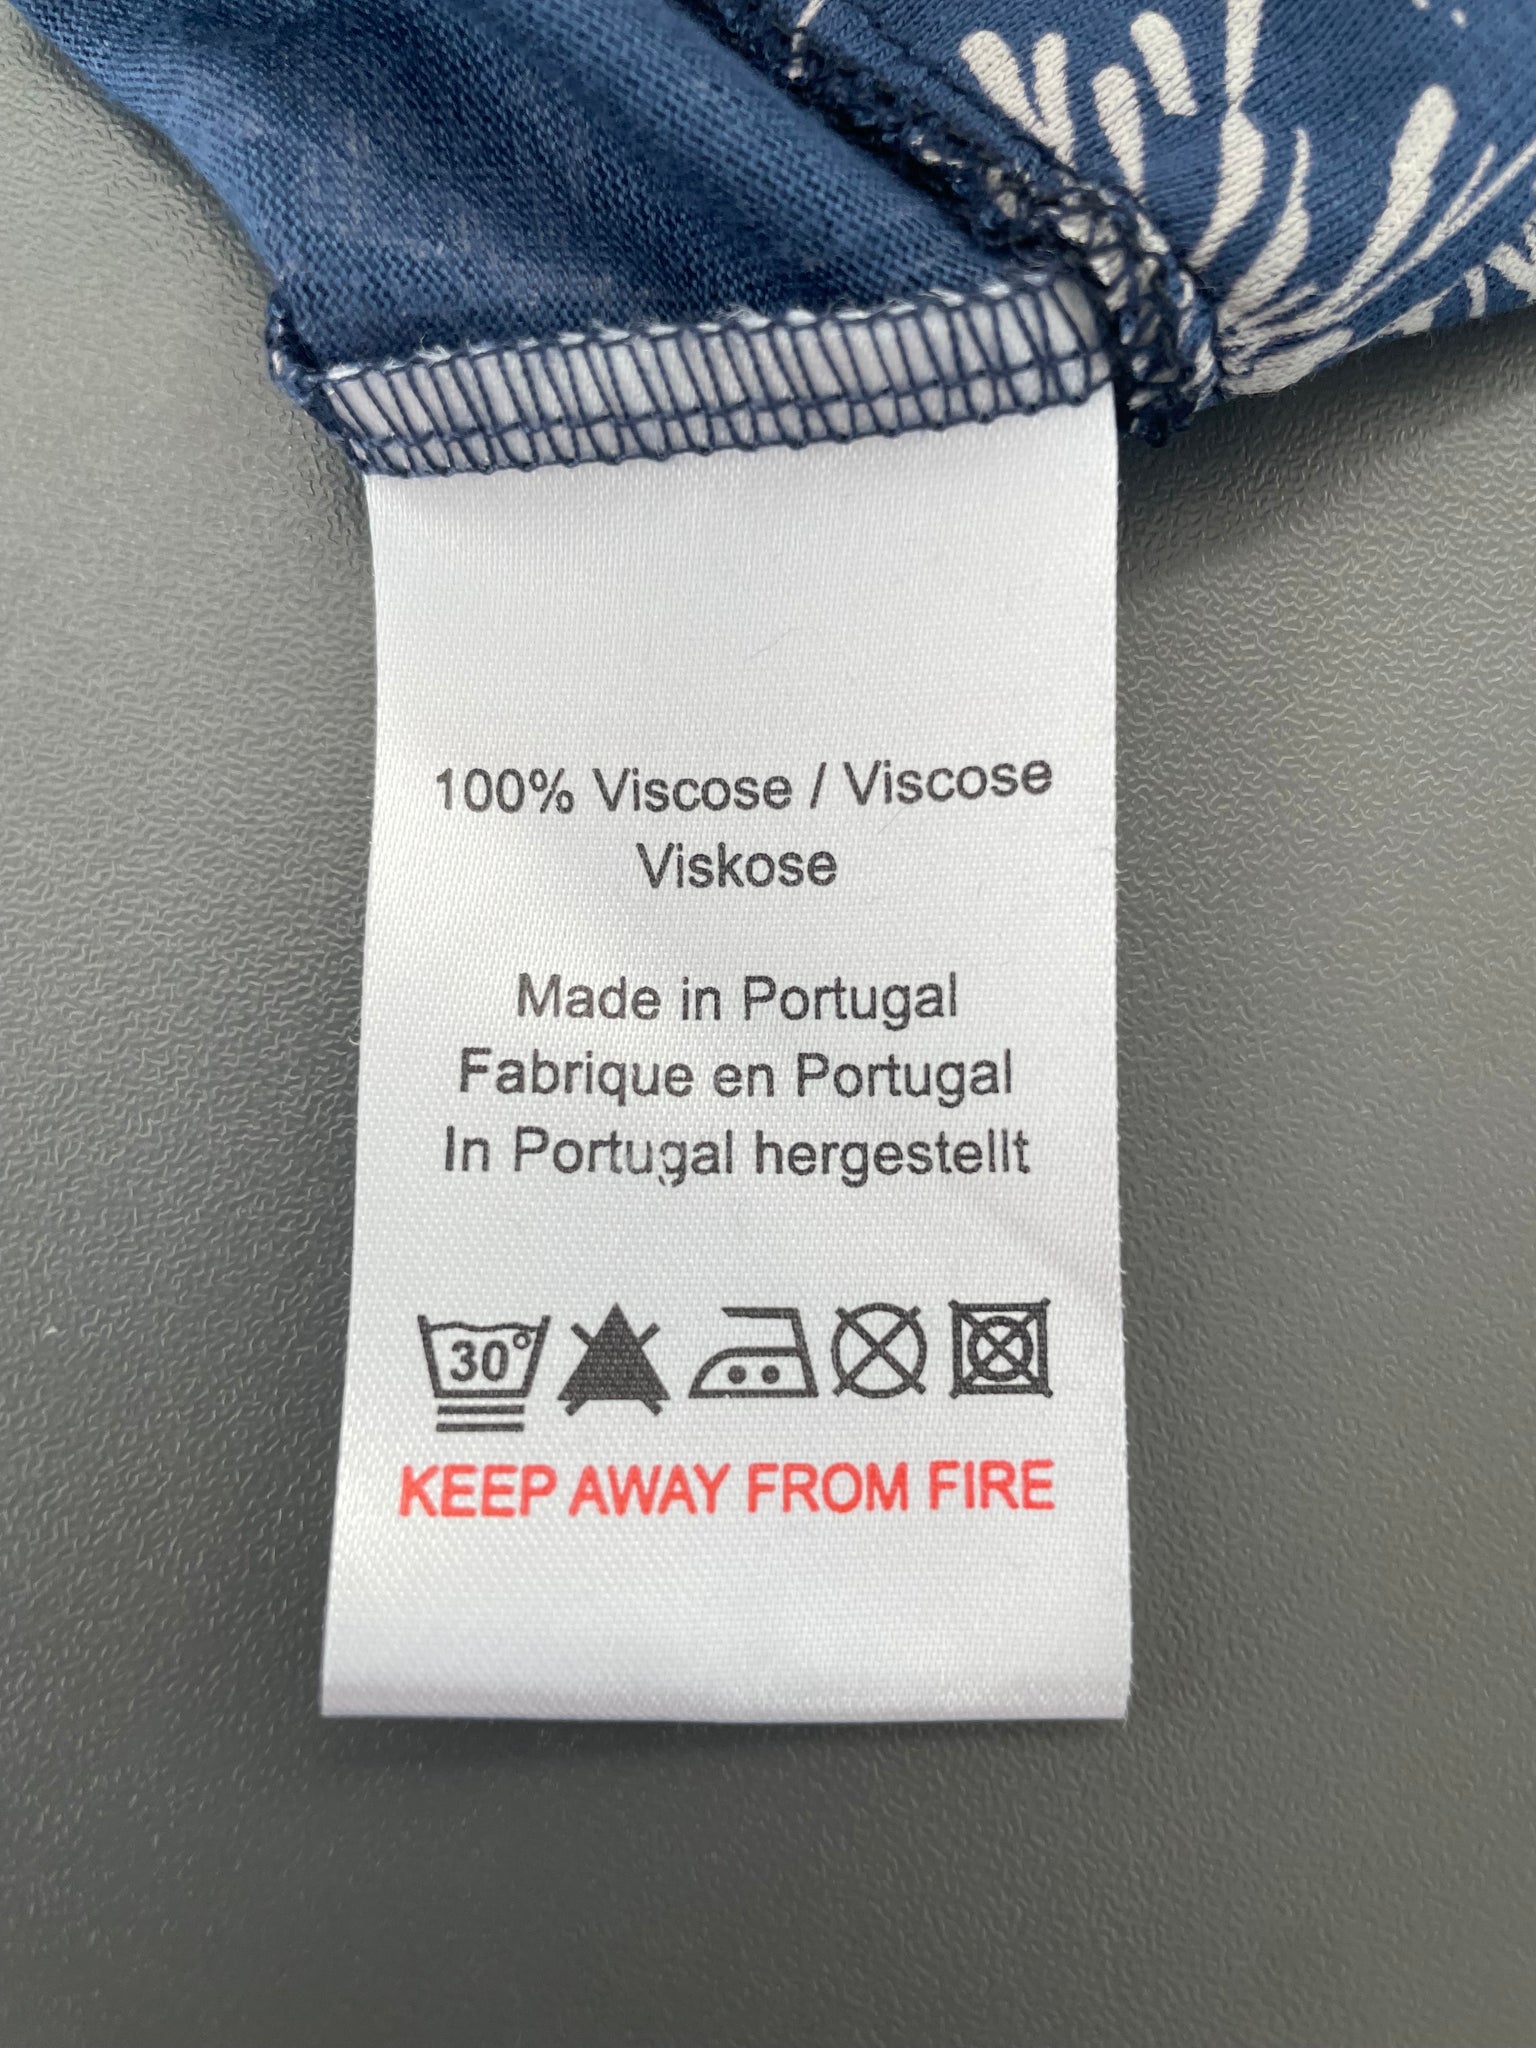 100% Viscose / Viscose
Viskose
Made in Portugal
Fabrique en Portugal
In Portugal hergestellt
30°
KEEP AWAY FROM FIRE